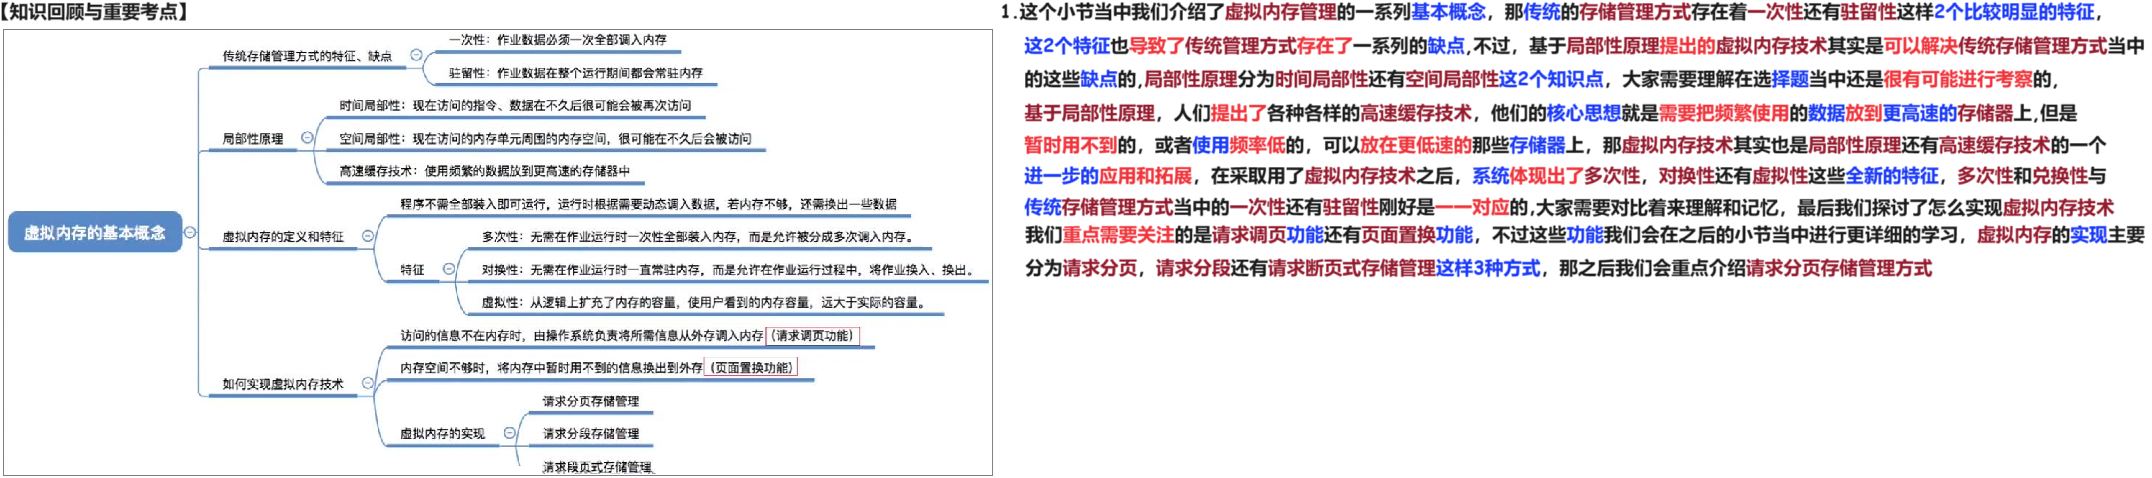 【知识回顾与重要考点】
虚拟内存的基本概念
传统存储管理方式的特征、缺点
一次性：作业数据必须一次全部调入内存
驻留性：作业数据在整个运行期间都会常驻内存
局部性原理
时间局部性：现在访问的指令、数据在不久后很可能会被再次访问
空间局部性：现在访问的内存单元周围的内存空间，很可能在不久后会被访问
高速缓存技术：使用频繁的数据放到更高速的存储器中
虚拟内存的定义和特征
程序不需全部装入即可运行，运行时根据需要动态调入数据，若内存不够，还需换出一些数据
特征
多次性：无需在作业运行时一次性全部装入内存，而是允许被分成多次调入内存。
对换性：无需在作业运行时一直常驻内存，而是允许在作业运行过程中，将作业换入、换出。
虚拟性：从逻辑上扩充了内存的容量，使用户看到的内存容量，远大于实际的容量。
如何实现虚拟内存技术
访问的信息不在内存时，由操作系统负责将所需信息从外存调入内存（请求调页功能）
内存空间不够时，将内存中暂时用不到的信息换出到外存（页面置换功能）
虚拟内存的实现
请求分页存储管理
请求分段存储管理
请求段页式存储管理
1.这个小节当中我们介绍了虚拟内存管理的一系列基本概念，那传统的存储管理方式存在着一次性还有驻留性这样2个比较明显的特征，
这2个特征也导致了传统管理方式存在了一系列的缺点,不过，基于局部性原理提出的虚拟内存技术其实是可以解决传统存储管理方式当中
的这些缺点的,局部性原理分为时间局部性还有空间局部性这2个知识点，大家需要理解在选择题当中还是很有可能进行考察的，
基于局部性原理，人们提出了各种各样的高速缓存技术，他们的核心思想就是需要把频繁使用的数据放到更高速的存储器上,但是
暂时用不到的，或者使用频率低的，可以放在更低速的那些存储器上，那虚拟内存技术其实也是局部性原理还有高速缓存技术的一个
进一步的应用和拓展，在采取用了虚拟内存技术之后，系统体现出了多次性，对换性还有虚拟性这些全新的特征，多次性和兑换性与
传统存储管理方式当中的一次性还有驻留性刚好是一一对应的,大家需要对比着来理解和记忆，最后我们探讨了怎么实现虚拟内存技术
我们重点需要关注的是请求调页功能还有页面置换功能，不过这些功能我们会在之后的小节当中进行更详细的学习，虚拟内存的实现主要
分为请求分页，请求分段还有请求断页式存储管理这样3种方式，那之后我们会重点介绍请求分页存储管理方式